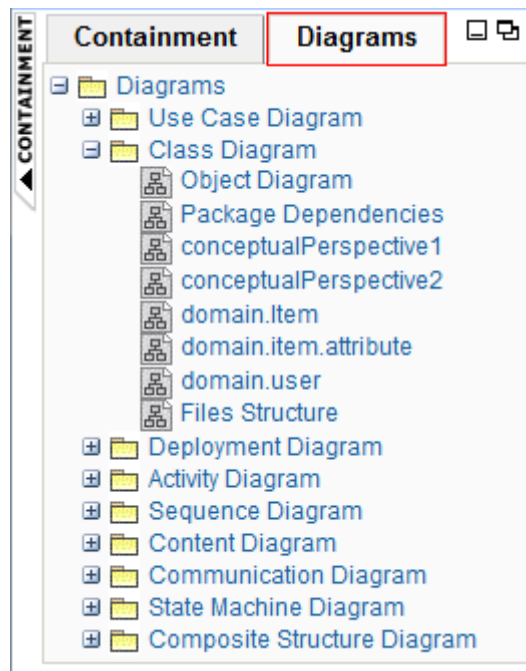 CONTAINMENT
Containment Diagrams
Diagrams
Use Case Diagram
Class Diagram
Object Diagram
Package Dependencies
conceptualPerspective1
conceptualPerspective2
domain.Item
domain.item.attribute
domain.user
Files Structure
Deployment Diagram
Activity Diagram
Sequence Diagram
Content Diagram
Communication Diagram
State Machine Diagram
Composite Structure Diagram